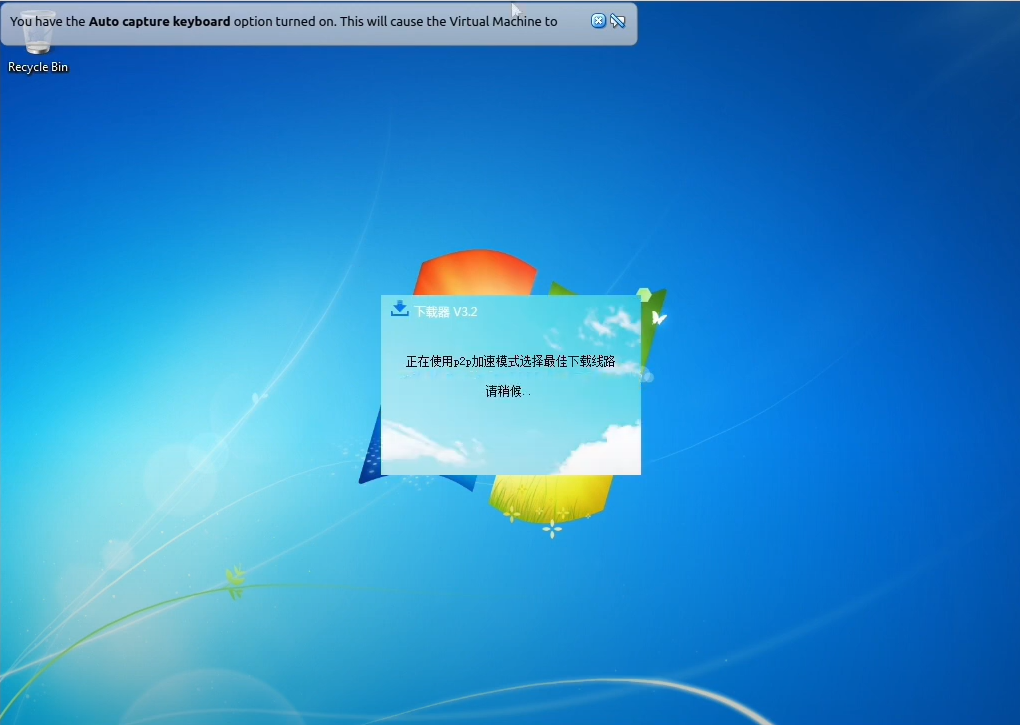 You have the Auto capture keyboard option turned on. This will cause the Virtual Machine to
Recycle Bin
下载器 V3.2
正在使用p2p加速模式选择最佳下载线路
请稍候. .